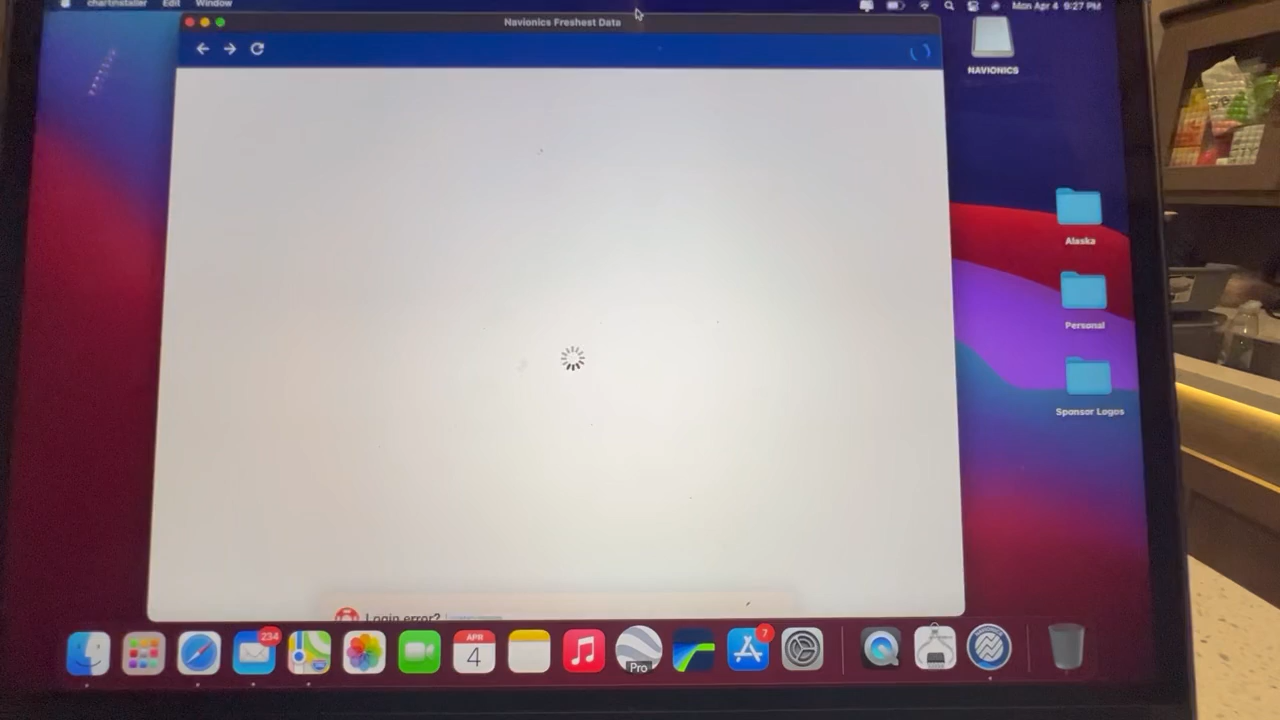 chartinstaller Edit Window
Mon Apr 4 9:27 PM
Navionics Freshest Data
NAVIONICS
Alaska
Personal
Sponsor Logos
Login error?
234
APR
4
Pro
7